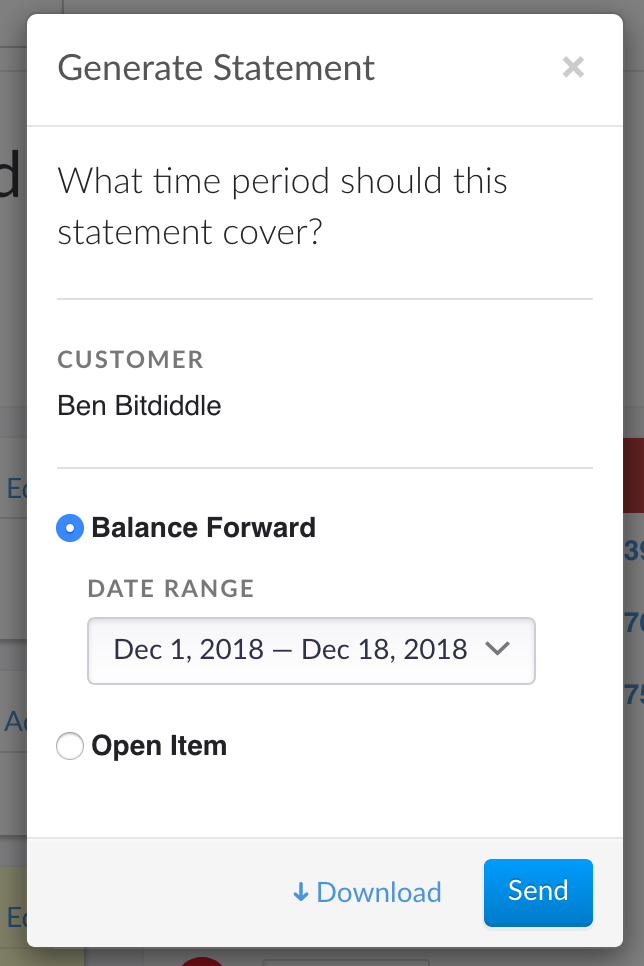 Generate Statement
What time period should this
statement cover?
CUSTOMER
Ben Bitdiddle
Balance Forward
DATE RANGE
Dec 1, 2018 — Dec 18, 2018
Open Item
Download
Send